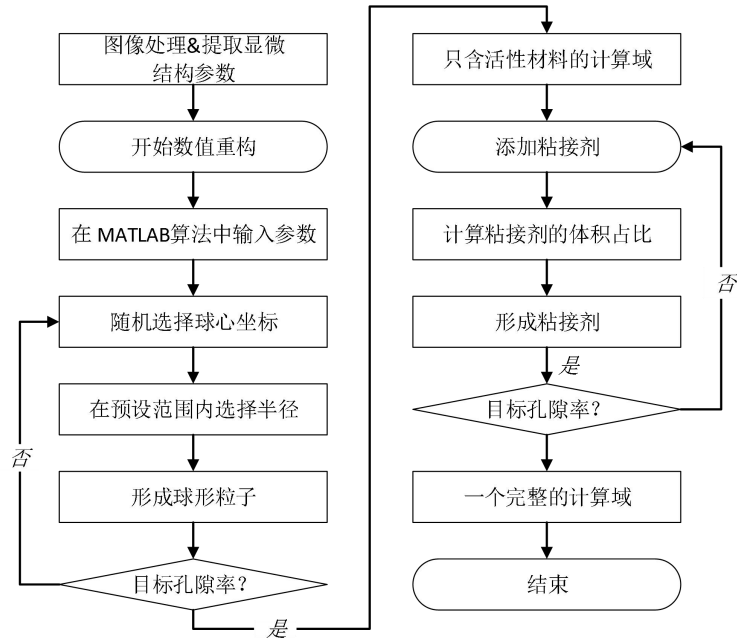 图像处理&提取显微
结构参数
开始数值重构
在 MATLAB算法中输入参数
随机选择球心坐标
在预设范围内选择半径
否
形成球形粒子
目标孔隙率?
是
只含活性材料的计算域
添加粘接剂
计算粘接剂的体积占比
否
形成粘接剂
是
目标孔隙率?
一个完整的计算域
结束